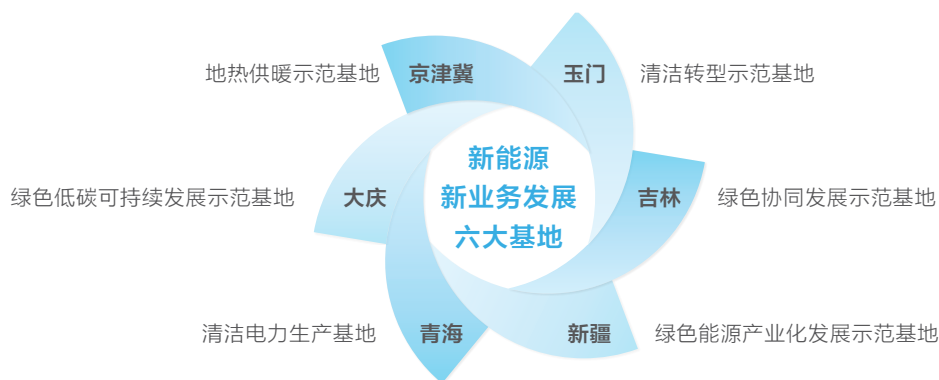 地热供暖示范基地 京津冀 玉门 清洁转型示范基地
新能源
新业务发展
六大基地
绿色低碳可持续发展示范基地 大庆 吉林 绿色协同发展示范基地
清洁电力生产基地 青海 新疆 绿色能源产业化发展示范基地